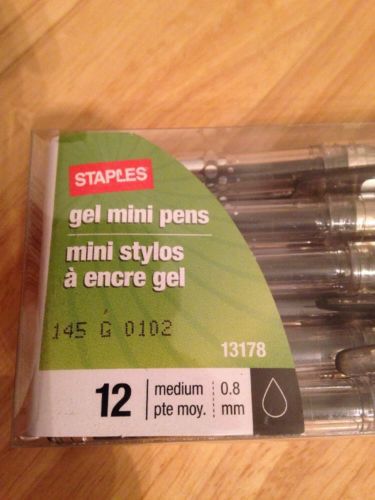 STAPLES
gel mini pens
mini stylos
à encre gel
145 G 0102
13178
12
medium
pte moy.
0.8
mm